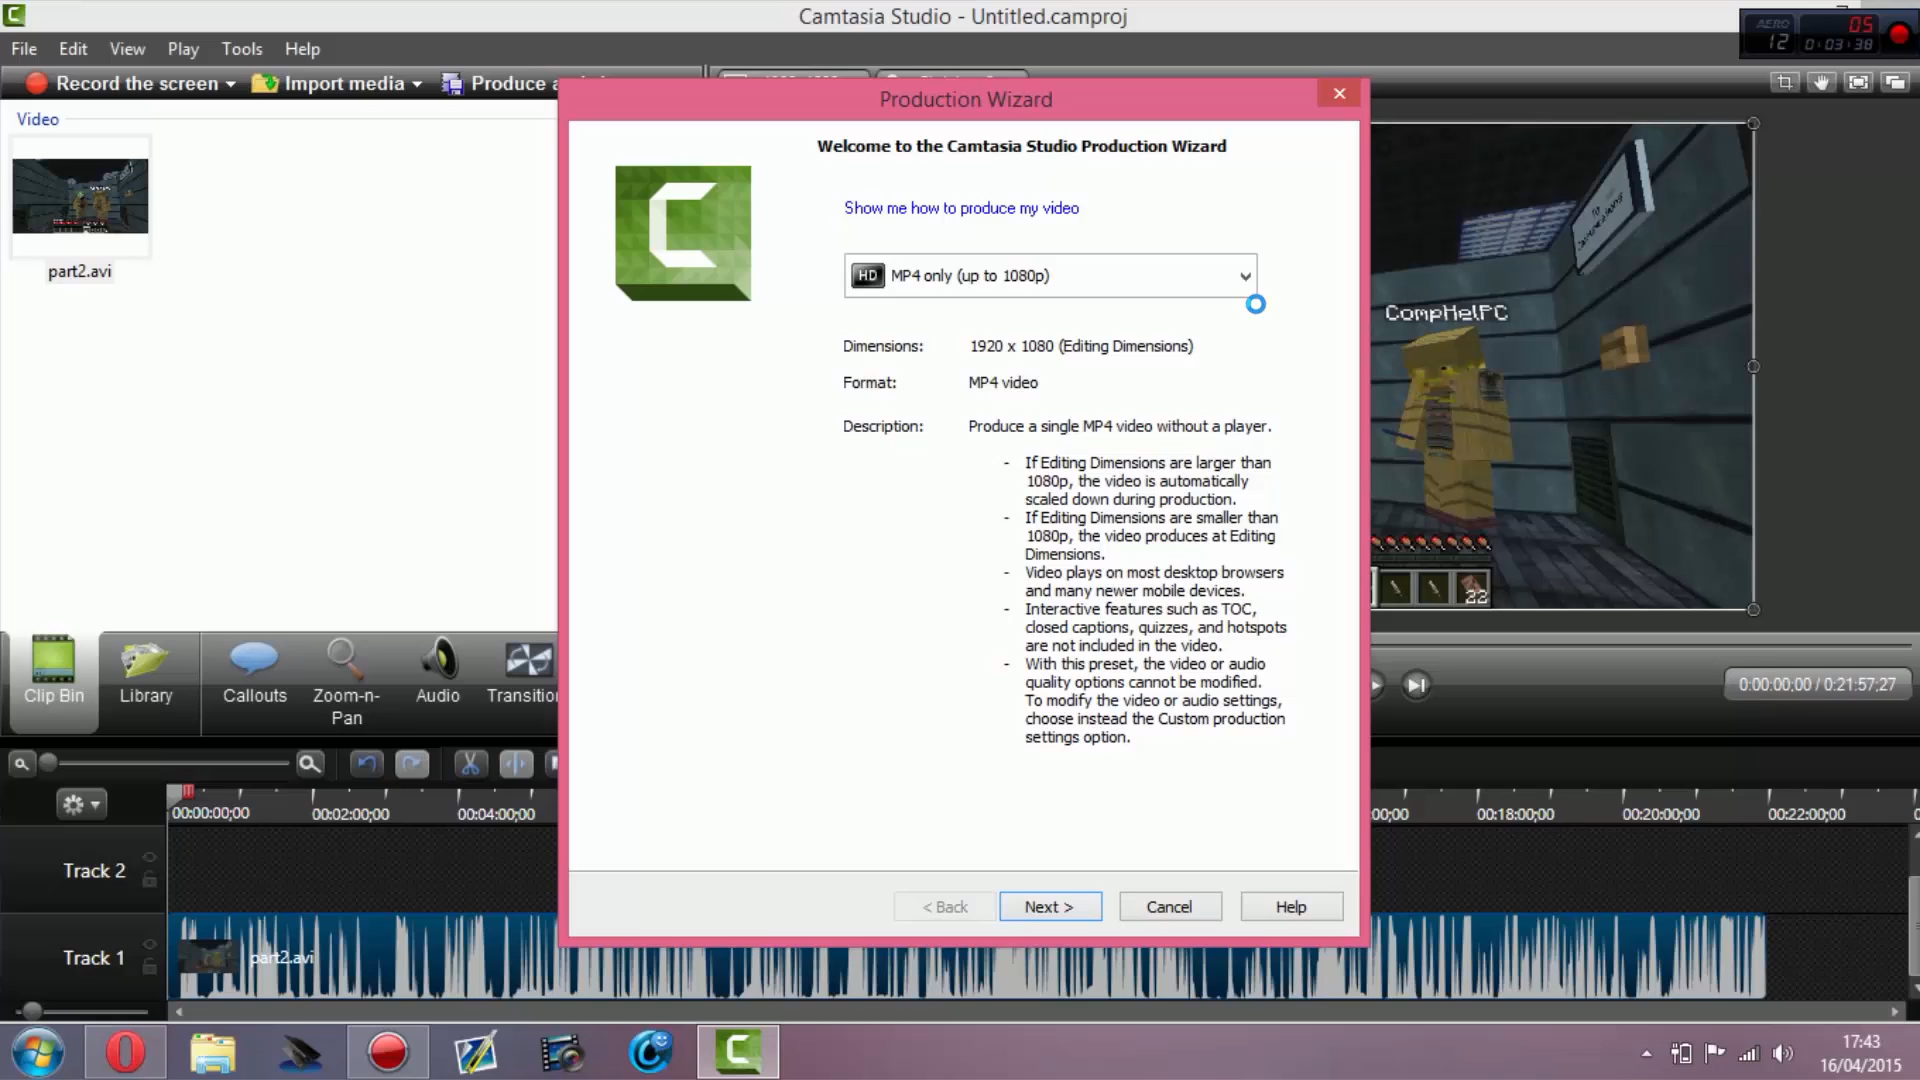 Camtasia Studio - Untitled.camproj
AERO 12 05 0:03:38
File Edit View Play Tools Help
Record the screen Import media Produce a
Production Wizard
Video
part2.avi
Welcome to the Camtasia Studio Production Wizard
Show me how to produce my video
HD MP4 only (up to 1080p)
Dimensions: 1920 x 1080 (Editing Dimensions)
Format: MP4 video
Description: Produce a single MP4 video without a player.
- If Editing Dimensions are larger than
1080p, the video is automatically
scaled down during production.
- If Editing Dimensions are smaller than
1080p, the video produces at Editing
Dimensions.
- Video plays on most desktop browsers
and many newer mobile devices.
- Interactive features such as TOC,
closed captions, quizzes, and hotspots
are not included in the video.
- With this preset, the video or audio
quality options cannot be modified.
To modify the video or audio settings,
choose instead the Custom production
settings option.
< Back Next > Cancel Help
CompHelPC
22
Clip Bin Library Callouts Zoom-n-Pan Audio Transitio
0:00:00;00 / 0:21:57;27
00:00:00;00 00:02:00;00 00:04:00;00 00;00 00:18:00;00 00:20:00;00 00:22:00;00
Track 2
Track 1 part2.avi
17:43
16/04/2015